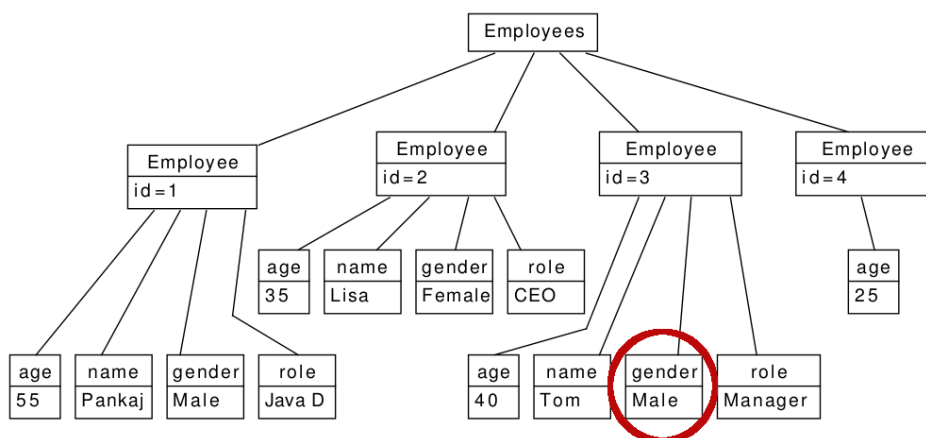 Employees
Employee
id=1
Employee
id=2
Employee
id=3
Employee
id=4
age
35
name
Lisa
gender
Female
role
CEO
age
25
age
55
name
Pankaj
gender
Male
role
Java D
age
40
name
Tom
gender
Male
role
Manager